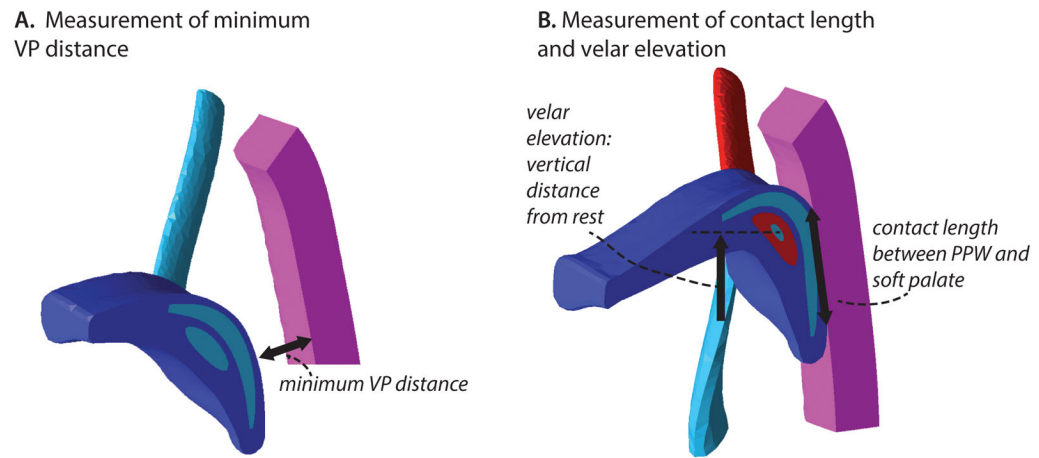 A. Measurement of minimum
VP distance
minimum VP distance
B. Measurement of contact length
and velar elevation
velar
elevation:
vertical
distance
from rest
contact length
between PPW and
soft palate